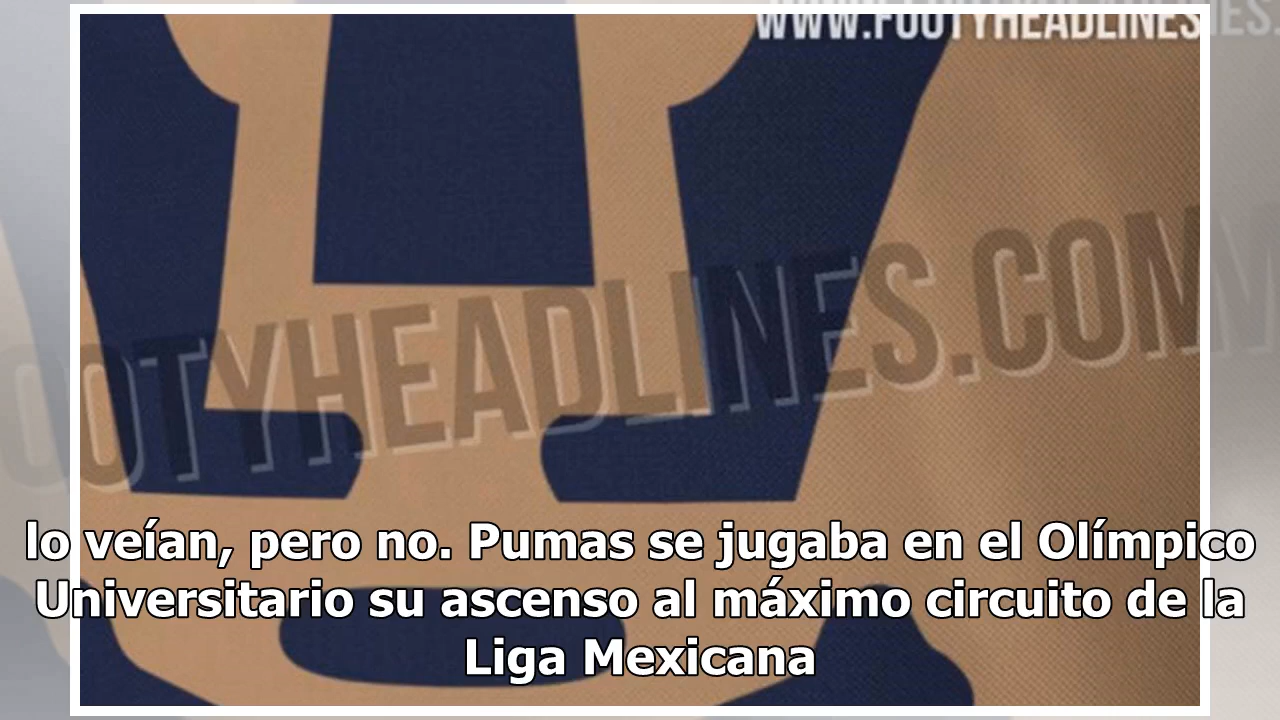 WWW.FOOTYHEADLINES
FOOTYHEADLINES.COM
lo veían, pero no. Pumas se jugaba en el Olímpico
Universitario su ascenso al máximo circuito de la
Liga Mexicana